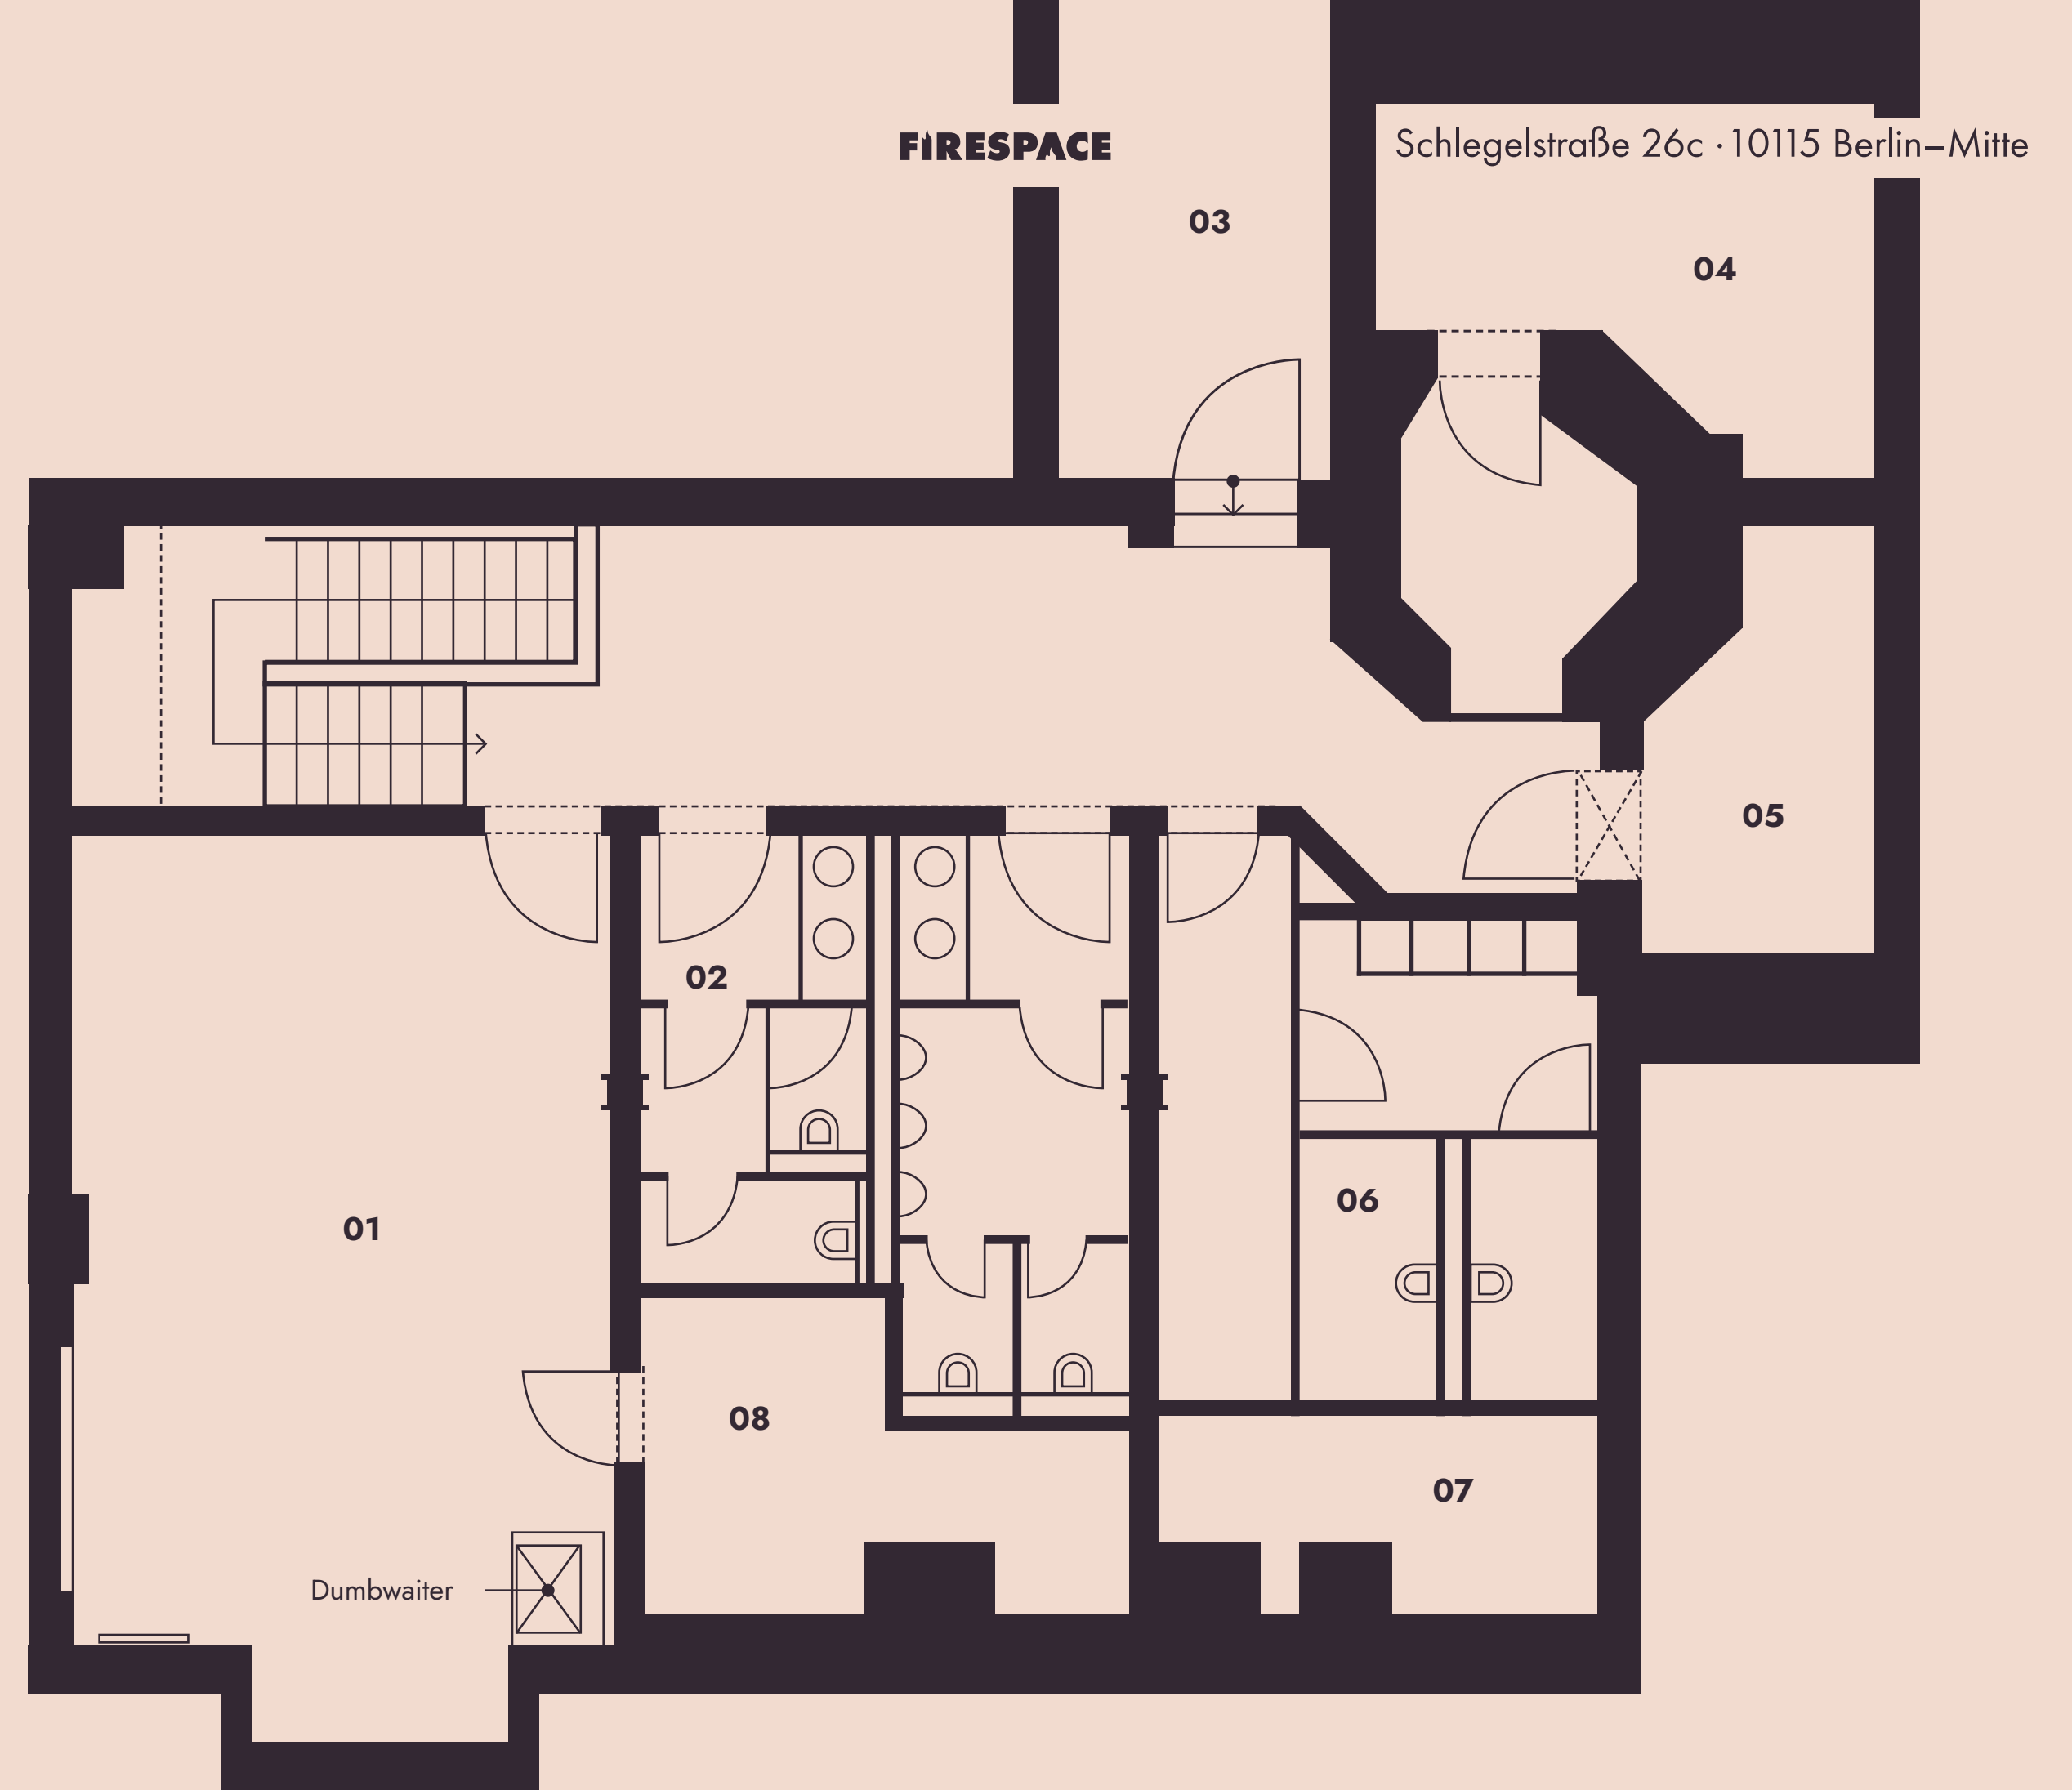 FIRESPACE
Schlegelstraße 26c · 10115 Berlin–Mitte
03
04
05
02
06
01
08
07
Dumbwaiter